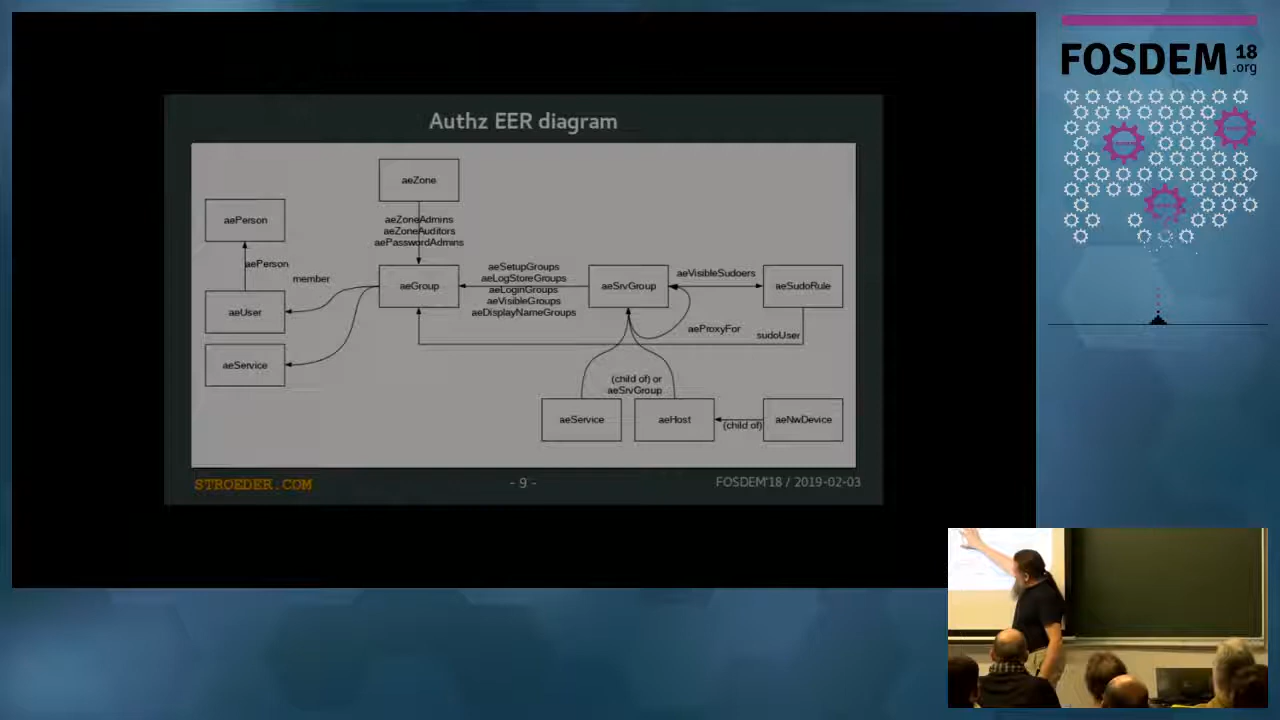 FOSDEM 18
.org
Authz EER diagram
aeZone
aePerson
aeZoneAdmins
aeZoneAuditors
aePasswordAdmins
aePerson
member
aeGroup
aeSetupGroups
aeLogStoreGroups
aeLoginGroups
aeVisibleGroups
aeDisplayNameGroups
aeSrvGroup
aeVisibleSudoers
aeSudoRule
aeUser
aeProxyFor
sudoUser
aeService
(child of) or
aeSrvGroup
aeService
aeHost
(child of)
aeNwDevice
STROEDER.COM
- 9 -
FOSDEM'18 / 2019-02-03